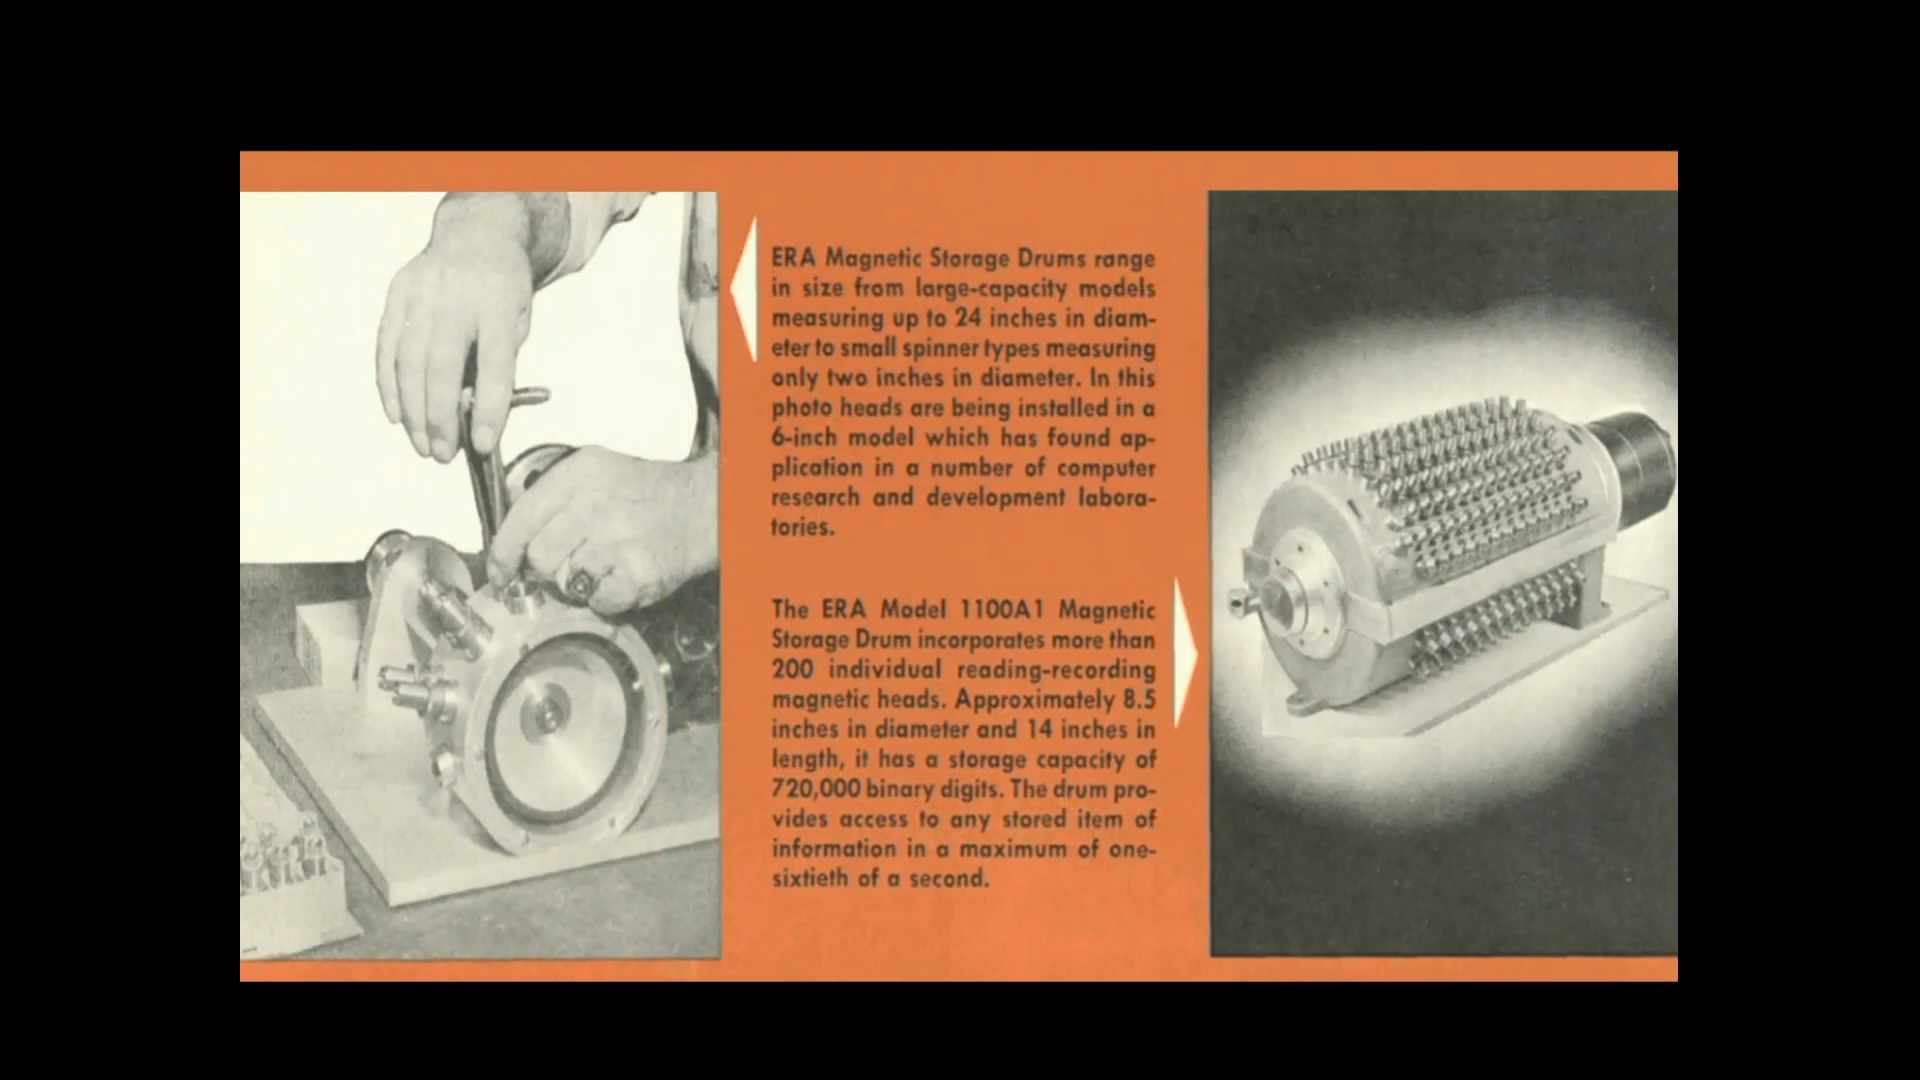 ERA Magnetic Storage Drums range
in size from large-capacity models
measuring up to 24 inches in diam-
eter to small spinner types measuring
only two inches in diameter. In this
photo heads are being installed in a
6-inch model which has found ap-
plication in a number of computer
research and development labora-
tories.
The ERA Model 1100A1 Magnetic
Storage Drum incorporates more than
200 individual reading-recording
magnetic heads. Approximately 8.5
inches in diameter and 14 inches in
length, it has a storage capacity of
720,000 binary digits. The drum pro-
vides access to any stored item of
information in a maximum of one-
sixtieth of a second.